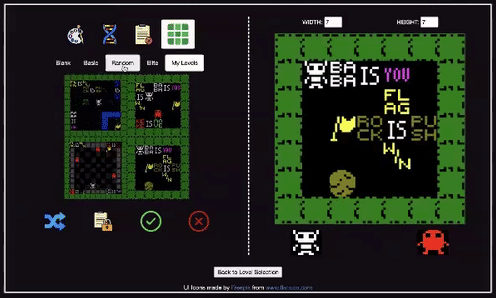 WIDTH: 7 HEIGHT: 7
Blank Basic Random Elite My Levels
BA BA IS YOU
FL AG
RO CK IS PU SH
WIN
Back to Level Selection
UI Icons made by Freepik from www.flaticon.com